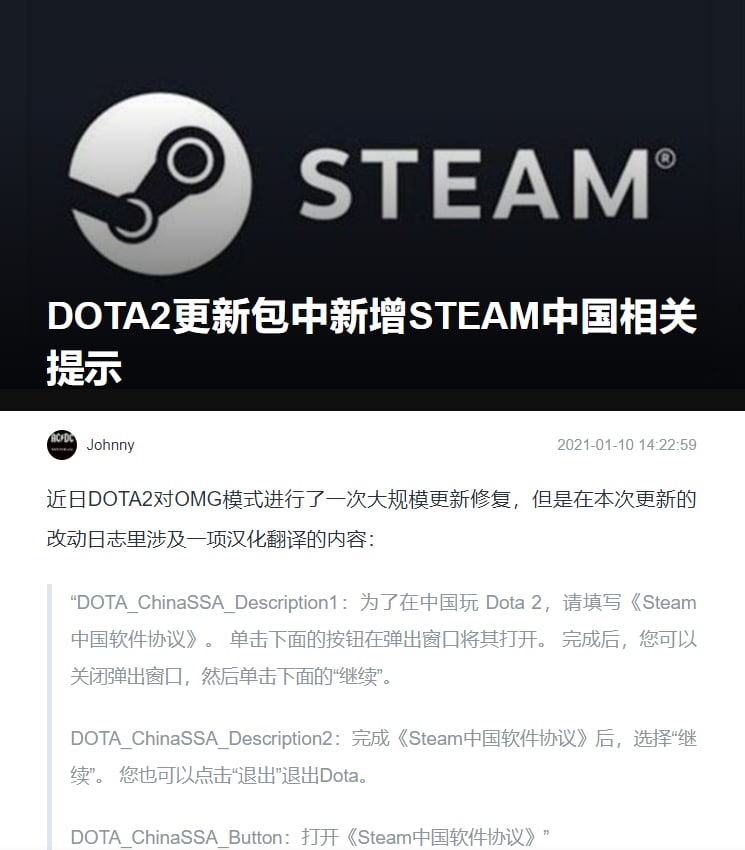 STEAM®
DOTA2更新包中新增STEAM中国相关
提示
AC/DC
Johnny
2021-01-10 14:22:59
近日DOTA2对OMG模式进行了一次大规模更新修复，但是在本次更新的
改动日志里涉及一项汉化翻译的内容：
“DOTA_ChinaSSA_Description1：为了在中国玩 Dota 2，请填写《Steam
中国软件协议》。 单击下面的按钮在弹出窗口将其打开。 完成后，您可以
关闭弹出窗口，然后单击下面的“继续”。
DOTA_ChinaSSA_Description2：完成《Steam中国软件协议》后，选择“继
续”。 您也可以点击“退出”退出Dota。
DOTA_ChinaSSA_Button：打开《Steam中国软件协议》”